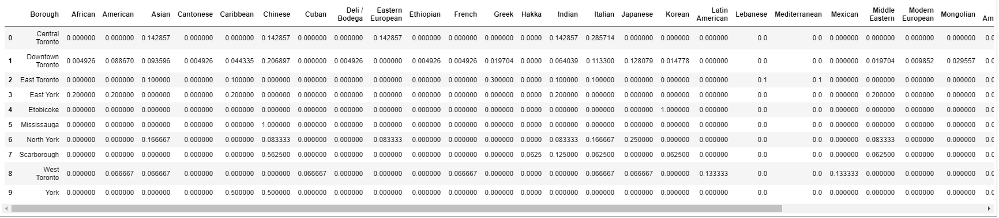 Borough African American Asian Cantonese Caribbean Chinese Cuban Deli / Bodega Eastern European Ethiopian French Greek Hakka Indian Italian Japanese Korean Latin American Lebanese Mediterranean Mexican Middle Eastern Modern European Mongolian Am
0 Central Toronto 0.000000 0.000000 0.142857 0.000000 0.000000 0.142857 0.000000 0.000000 0.142857 0.000000 0.000000 0.000000 0.0000 0.142857 0.285714 0.000000 0.000000 0.000000 0.0 0.0 0.000000 0.000000 0.000000 0.000000 0.0
1 Downtown Toronto 0.004926 0.088670 0.093596 0.004926 0.044335 0.206897 0.000000 0.004926 0.000000 0.004926 0.004926 0.019704 0.0000 0.064039 0.113300 0.128079 0.014778 0.000000 0.0 0.0 0.000000 0.019704 0.009852 0.029557 0.0
2 East Toronto 0.000000 0.000000 0.100000 0.000000 0.100000 0.000000 0.000000 0.000000 0.000000 0.000000 0.000000 0.300000 0.0000 0.100000 0.100000 0.000000 0.000000 0.000000 0.1 0.1 0.000000 0.000000 0.000000 0.000000 0.0
3 East York 0.200000 0.200000 0.000000 0.000000 0.200000 0.000000 0.000000 0.000000 0.000000 0.000000 0.000000 0.000000 0.0000 0.200000 0.000000 0.000000 0.000000 0.000000 0.0 0.0 0.000000 0.200000 0.000000 0.000000 0.0
4 Etobicoke 0.000000 0.000000 0.000000 0.000000 0.000000 0.000000 0.000000 0.000000 0.000000 0.000000 0.000000 0.000000 0.0000 0.000000 0.000000 0.000000 1.000000 0.000000 0.0 0.0 0.000000 0.000000 0.000000 0.000000 0.0
5 Mississauga 0.000000 0.000000 0.000000 0.000000 0.000000 1.000000 0.000000 0.000000 0.000000 0.000000 0.000000 0.000000 0.0000 0.000000 0.000000 0.000000 0.000000 0.000000 0.0 0.0 0.000000 0.000000 0.000000 0.000000 0.0
6 North York 0.000000 0.000000 0.166667 0.000000 0.000000 0.083333 0.000000 0.000000 0.083333 0.000000 0.000000 0.000000 0.0000 0.083333 0.166667 0.250000 0.000000 0.000000 0.0 0.0 0.000000 0.083333 0.000000 0.000000 0.0
7 Scarborough 0.000000 0.000000 0.000000 0.000000 0.000000 0.562500 0.000000 0.000000 0.000000 0.000000 0.000000 0.000000 0.0625 0.125000 0.062500 0.000000 0.062500 0.000000 0.0 0.0 0.000000 0.062500 0.000000 0.000000 0.0
8 West Toronto 0.000000 0.066667 0.066667 0.000000 0.000000 0.000000 0.066667 0.000000 0.000000 0.000000 0.066667 0.000000 0.0000 0.066667 0.066667 0.066667 0.000000 0.133333 0.0 0.0 0.133333 0.000000 0.000000 0.000000 0.0
9 York 0.000000 0.000000 0.000000 0.000000 0.500000 0.500000 0.000000 0.000000 0.000000 0.000000 0.000000 0.000000 0.0000 0.000000 0.000000 0.000000 0.000000 0.000000 0.0 0.0 0.000000 0.000000 0.000000 0.000000 0.0